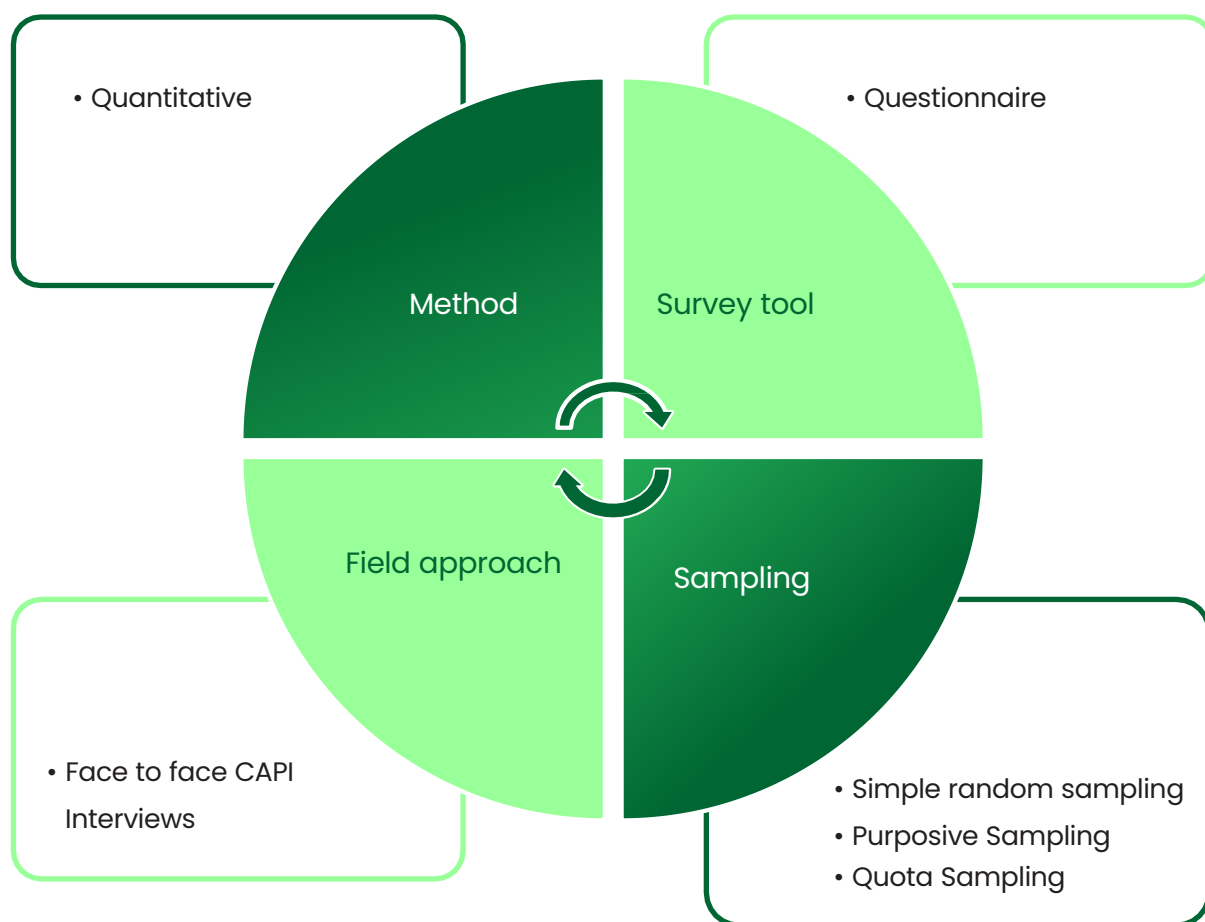 • Quantitative
• Questionnaire
Method
Survey tool
Field approach
Sampling
• Face to face CAPI
Interviews
• Simple random sampling
• Purposive Sampling
• Quota Sampling